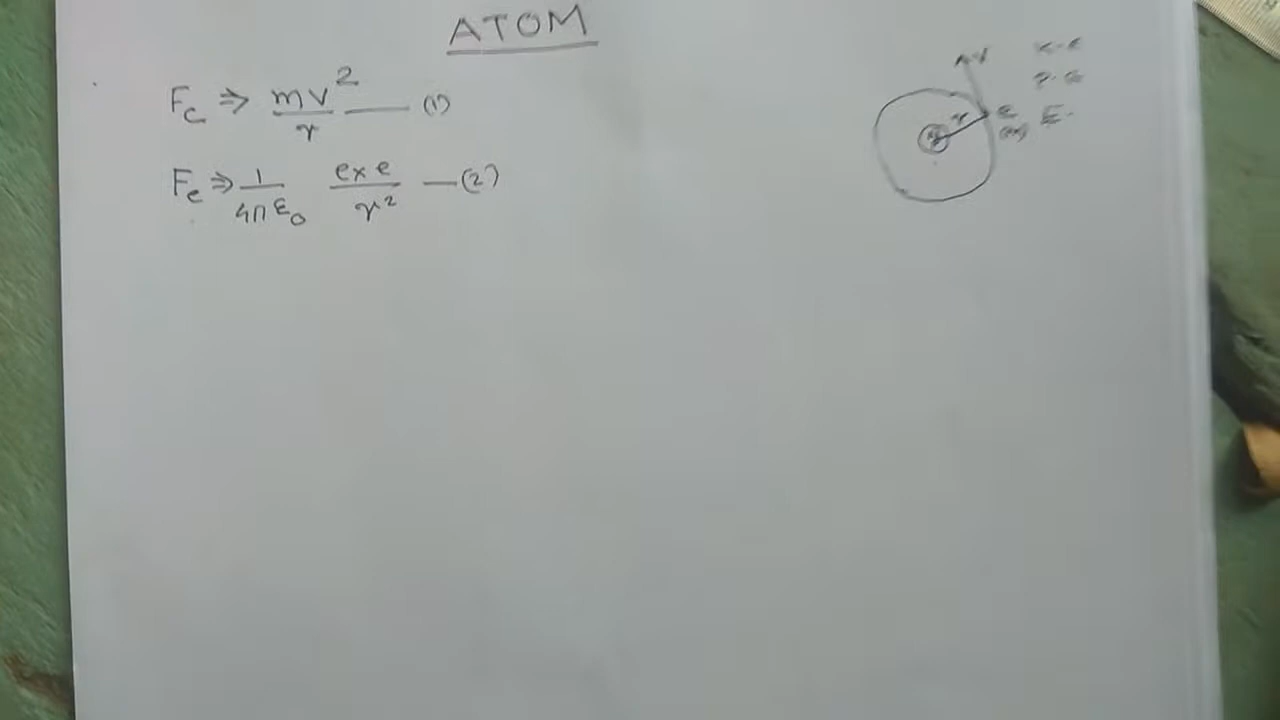 ATOM
Fc ⇒ mv²/r —— (1)
Fe ⇒ 1/4πε₀ e×e/r² — (2)
r
K.E
P.E
E.